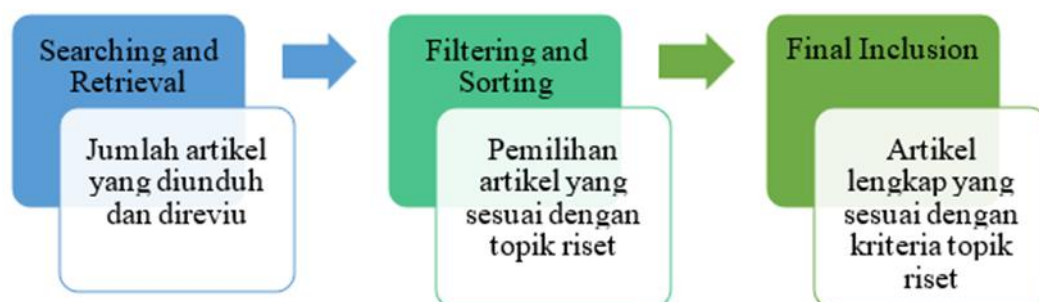 Searching and
Retrieval
Jumlah artikel
yang diunduh
dan direviu
Filtering and
Sorting
Pemilihan
artikel yang
sesuai dengan
topik riset
Final Inclusion
Artikel
lengkap yang
sesuai dengan
kriteria topik
riset